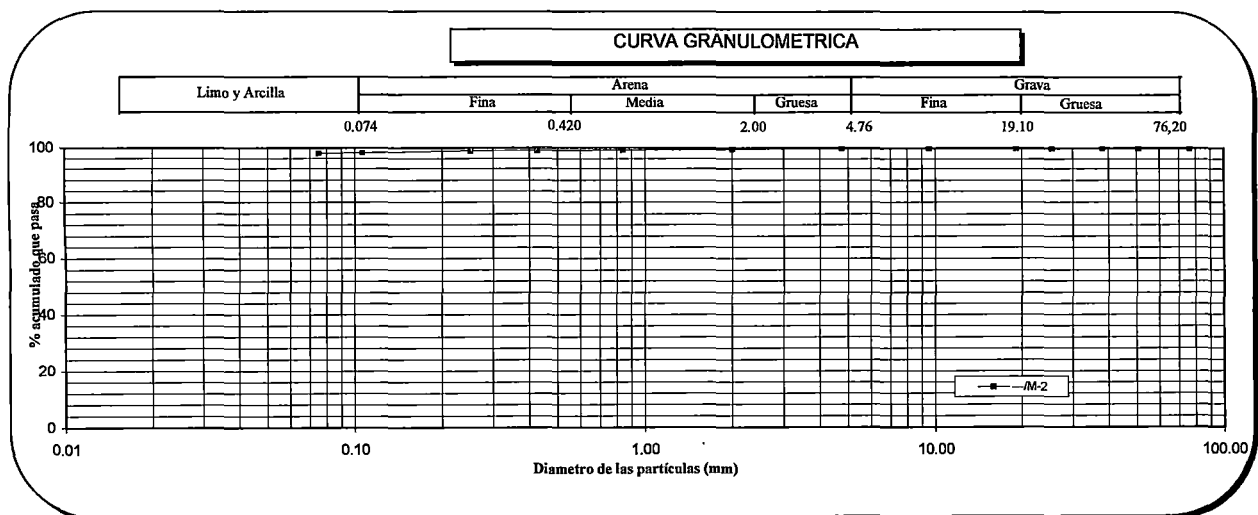 CURVA GRANULOMETRICA
Limo y Arcilla
Arena
Grava
Fina
Media
Gruesa
Fina
Gruesa
0.074
0.420
2.00
4.76
19.10
76,20
100
80
60
40
20
0
% acumulado que pasa
—/M-2
0.01
0.10
1.00
10.00
100.00
Diametro de las partículas (mm)